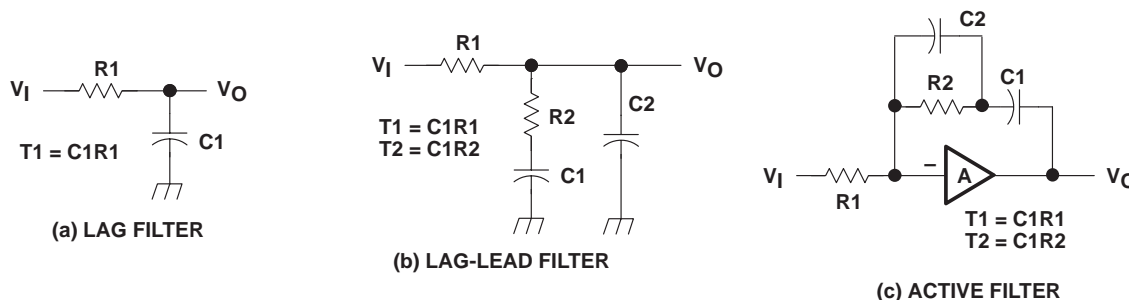 R1
VI
VO
T1 = C1R1
C1
(a) LAG FILTER
VI
R1
VO
R2
C2
T1 = C1R1
T2 = C1R2
C1
(b) LAG-LEAD FILTER
C2
R2
C1
VI
R1
–
A
VO
T1 = C1R1
T2 = C1R2
(c) ACTIVE FILTER